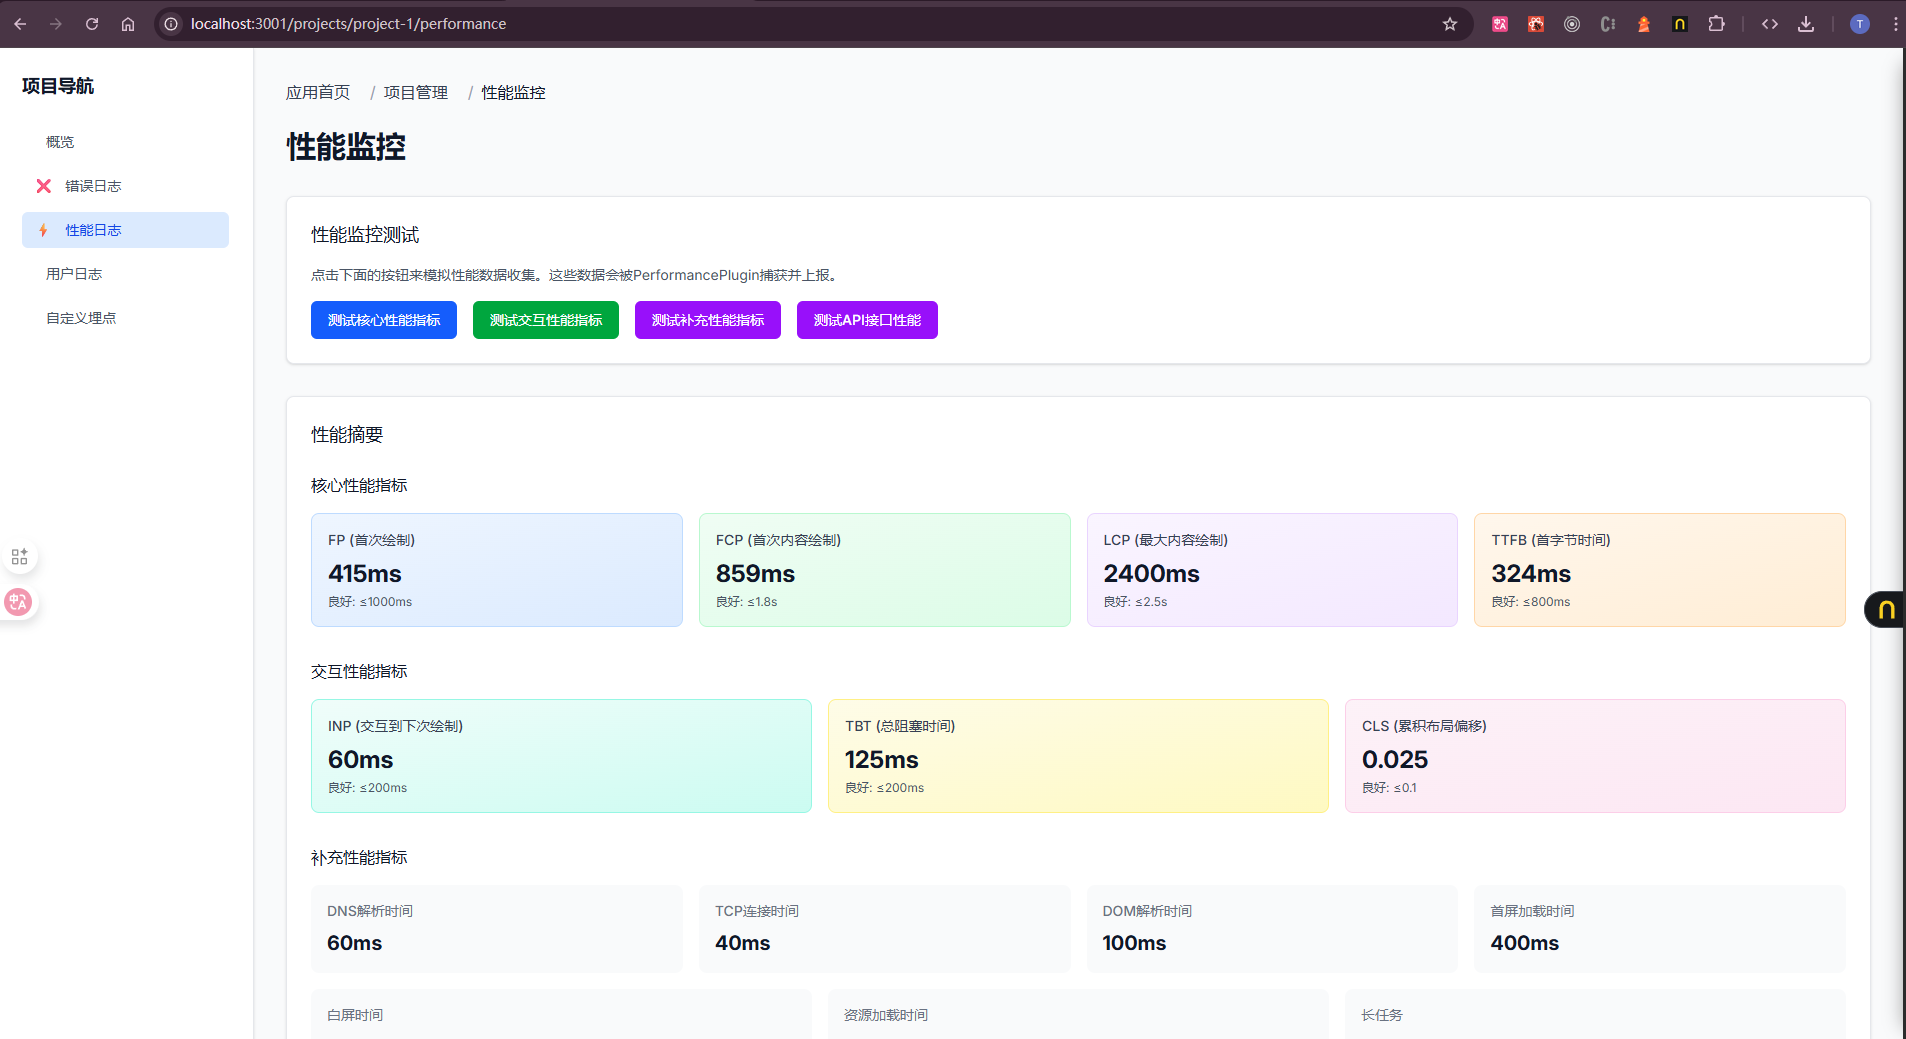 localhost:3001/projects/project-1/performance
T
项目导航
概览
错误日志
性能日志
用户日志
自定义埋点
应用首页 / 项目管理 / 性能监控
性能监控
性能监控测试
点击下面的按钮来模拟性能数据收集。这些数据会被PerformancePlugin捕获并上报。
测试核心性能指标 测试交互性能指标 测试补充性能指标 测试API接口性能
性能摘要
核心性能指标
FP (首次绘制)
415ms
良好: ≤1000ms
FCP (首次内容绘制)
859ms
良好: ≤1.8s
LCP (最大内容绘制)
2400ms
良好: ≤2.5s
TTFB (首字节时间)
324ms
良好: ≤800ms
交互性能指标
INP (交互到下次绘制)
60ms
良好: ≤200ms
TBT (总阻塞时间)
125ms
良好: ≤200ms
CLS (累积布局偏移)
0.025
良好: ≤0.1
补充性能指标
DNS解析时间
60ms
TCP连接时间
40ms
DOM解析时间
100ms
首屏加载时间
400ms
白屏时间
资源加载时间
长任务